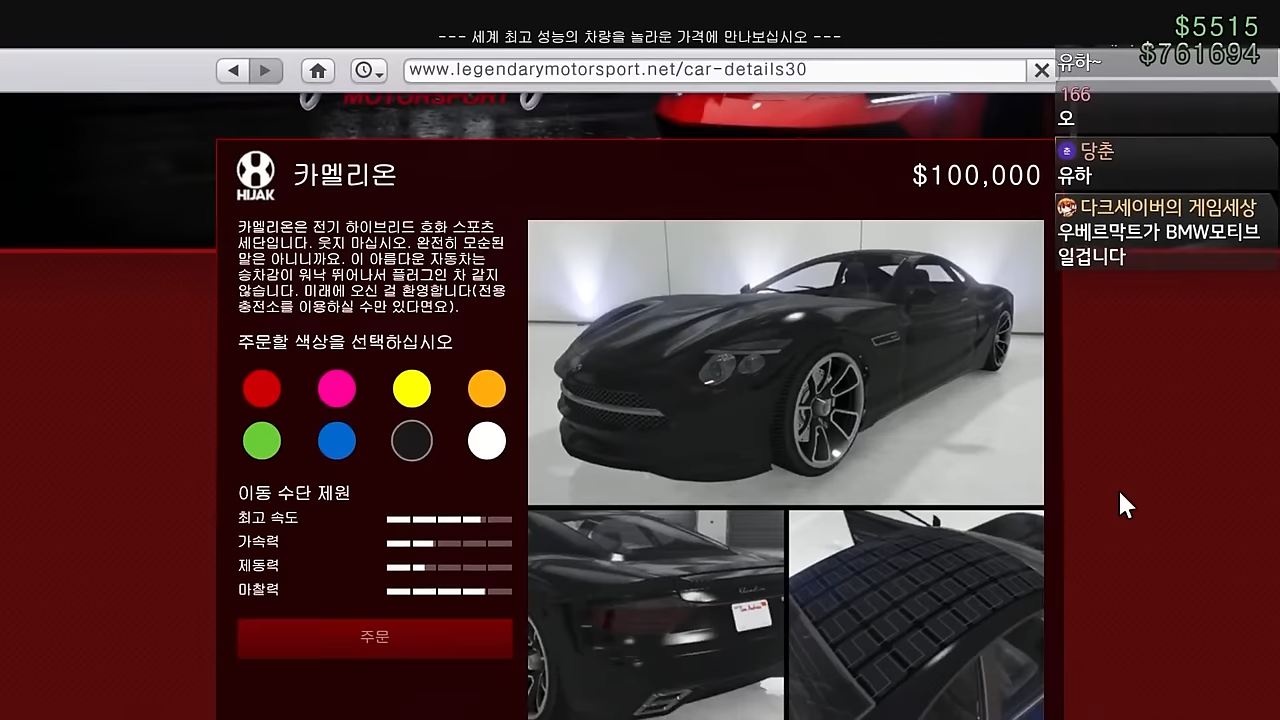 --- 세계 최고 성능의 차량을 놀라운 가격에 만나보십시오 ---
$5515
$761694
www.legendarymotorsport.net/car-details30
유하~
166
오
당춘
유하
다크세이버의 게임세상
우베르막트가 BMW모티브
일겁니다
MOTORSPORT
HIJAK
카멜리온
$100,000
카멜리온은 전기 하이브리드 호화 스포츠
세단입니다. 웃지 마십시오. 완전히 모순된
말은 아니니까요. 이 아름다운 자동차는
승차감이 워낙 뛰어나서 플러그인 차 같지
않습니다. 미래에 오신 걸 환영합니다(전용
충전소를 이용하실 수만 있다면요).
주문할 색상을 선택하십시오
이동 수단 제원
최고 속도
가속력
제동력
마찰력
주문